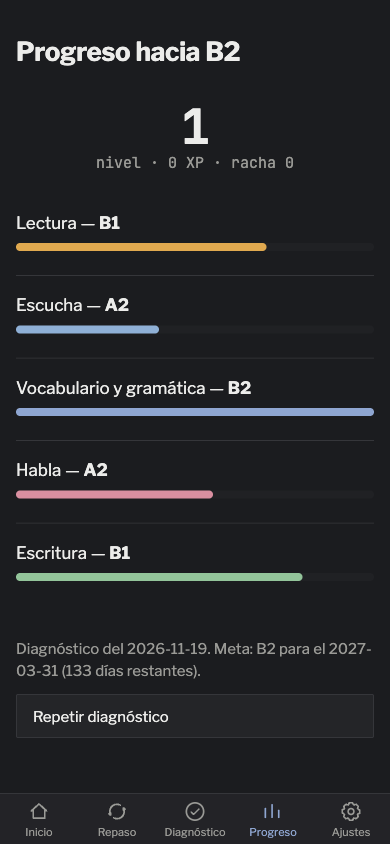 Progreso hacia B2
1
nivel · 0 XP · racha 0
Lectura — B1
Escucha — A2
Vocabulario y gramática — B2
Habla — A2
Escritura — B1
Diagnóstico del 2026-11-19. Meta: B2 para el 2027-
03-31 (133 días restantes).
Repetir diagnóstico
Inicio Repaso Diagnóstico Progreso Ajustes